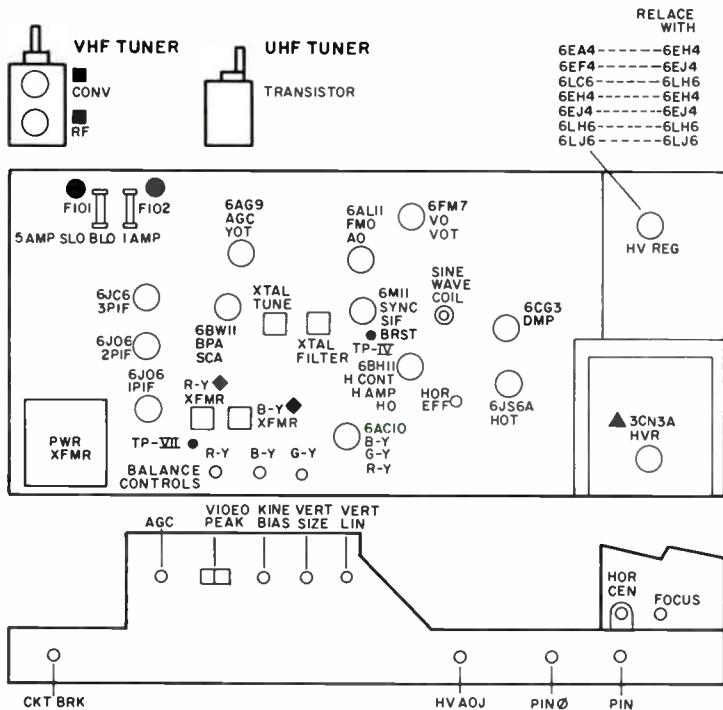 VHF TUNER
UHF TUNER
CONV
RF
TRANSISTOR
RELACE
WITH
6EA4-----------6EH4
6EF4-----------6EJ4
6LC6-----------6LH6
6EH4-----------6EH4
6EJ4-----------6EJ4
6LH6-----------6LH6
6LJ6-----------6LJ6
F101
F102
5 AMP SLO BLO
1 AMP
6AG9
AGC
YOT
6AL11
FMO
AO
6FM7
VO
VOT
HV REG
6JC6
3PIF
6JO6
2PIF
6JO6
1PIF
6BW11
BPA
SCA
XTAL
TUNE
XTAL
FILTER
6M11
SYNC
SIF
BRST
TP-IV
SINE
WAVE
COIL
6CG3
DMP
6BH11
H CONT
H AMP
HO
HOR
EFF
6JS6A
HOT
R-Y
XFMR
B-Y
XFMR
3CN3A
HVR
PWR
XFMR
TP-VII
6AC10
B-Y
G-Y
R-Y
R-Y
B-Y
G-Y
BALANCE
CONTROLS
AGC
VIOEO
PEAK
KINE
BIAS
VERT
SIZE
VERT
LIN
HOR
CEN
FOCUS
CKT BRK
HV AOJ
PINØ
PIN